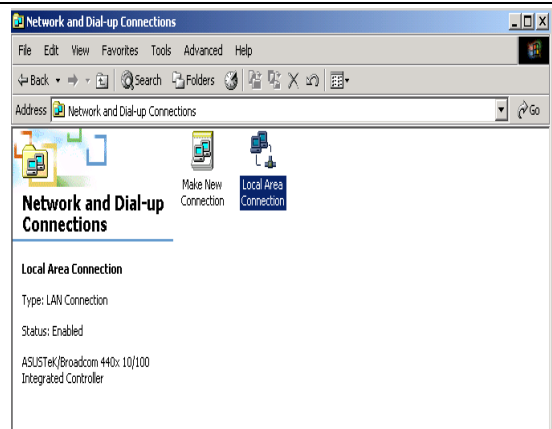 Network and Dial-up Connections
File Edit View Favorites Tools Advanced Help
Back Search Folders
Address Network and Dial-up Connections Go
Make New Connection
Local Area Connection
Network and Dial-up
Connections
Local Area Connection
Type: LAN Connection
Status: Enabled
ASUSTeK/Broadcom 440x 10/100
Integrated Controller